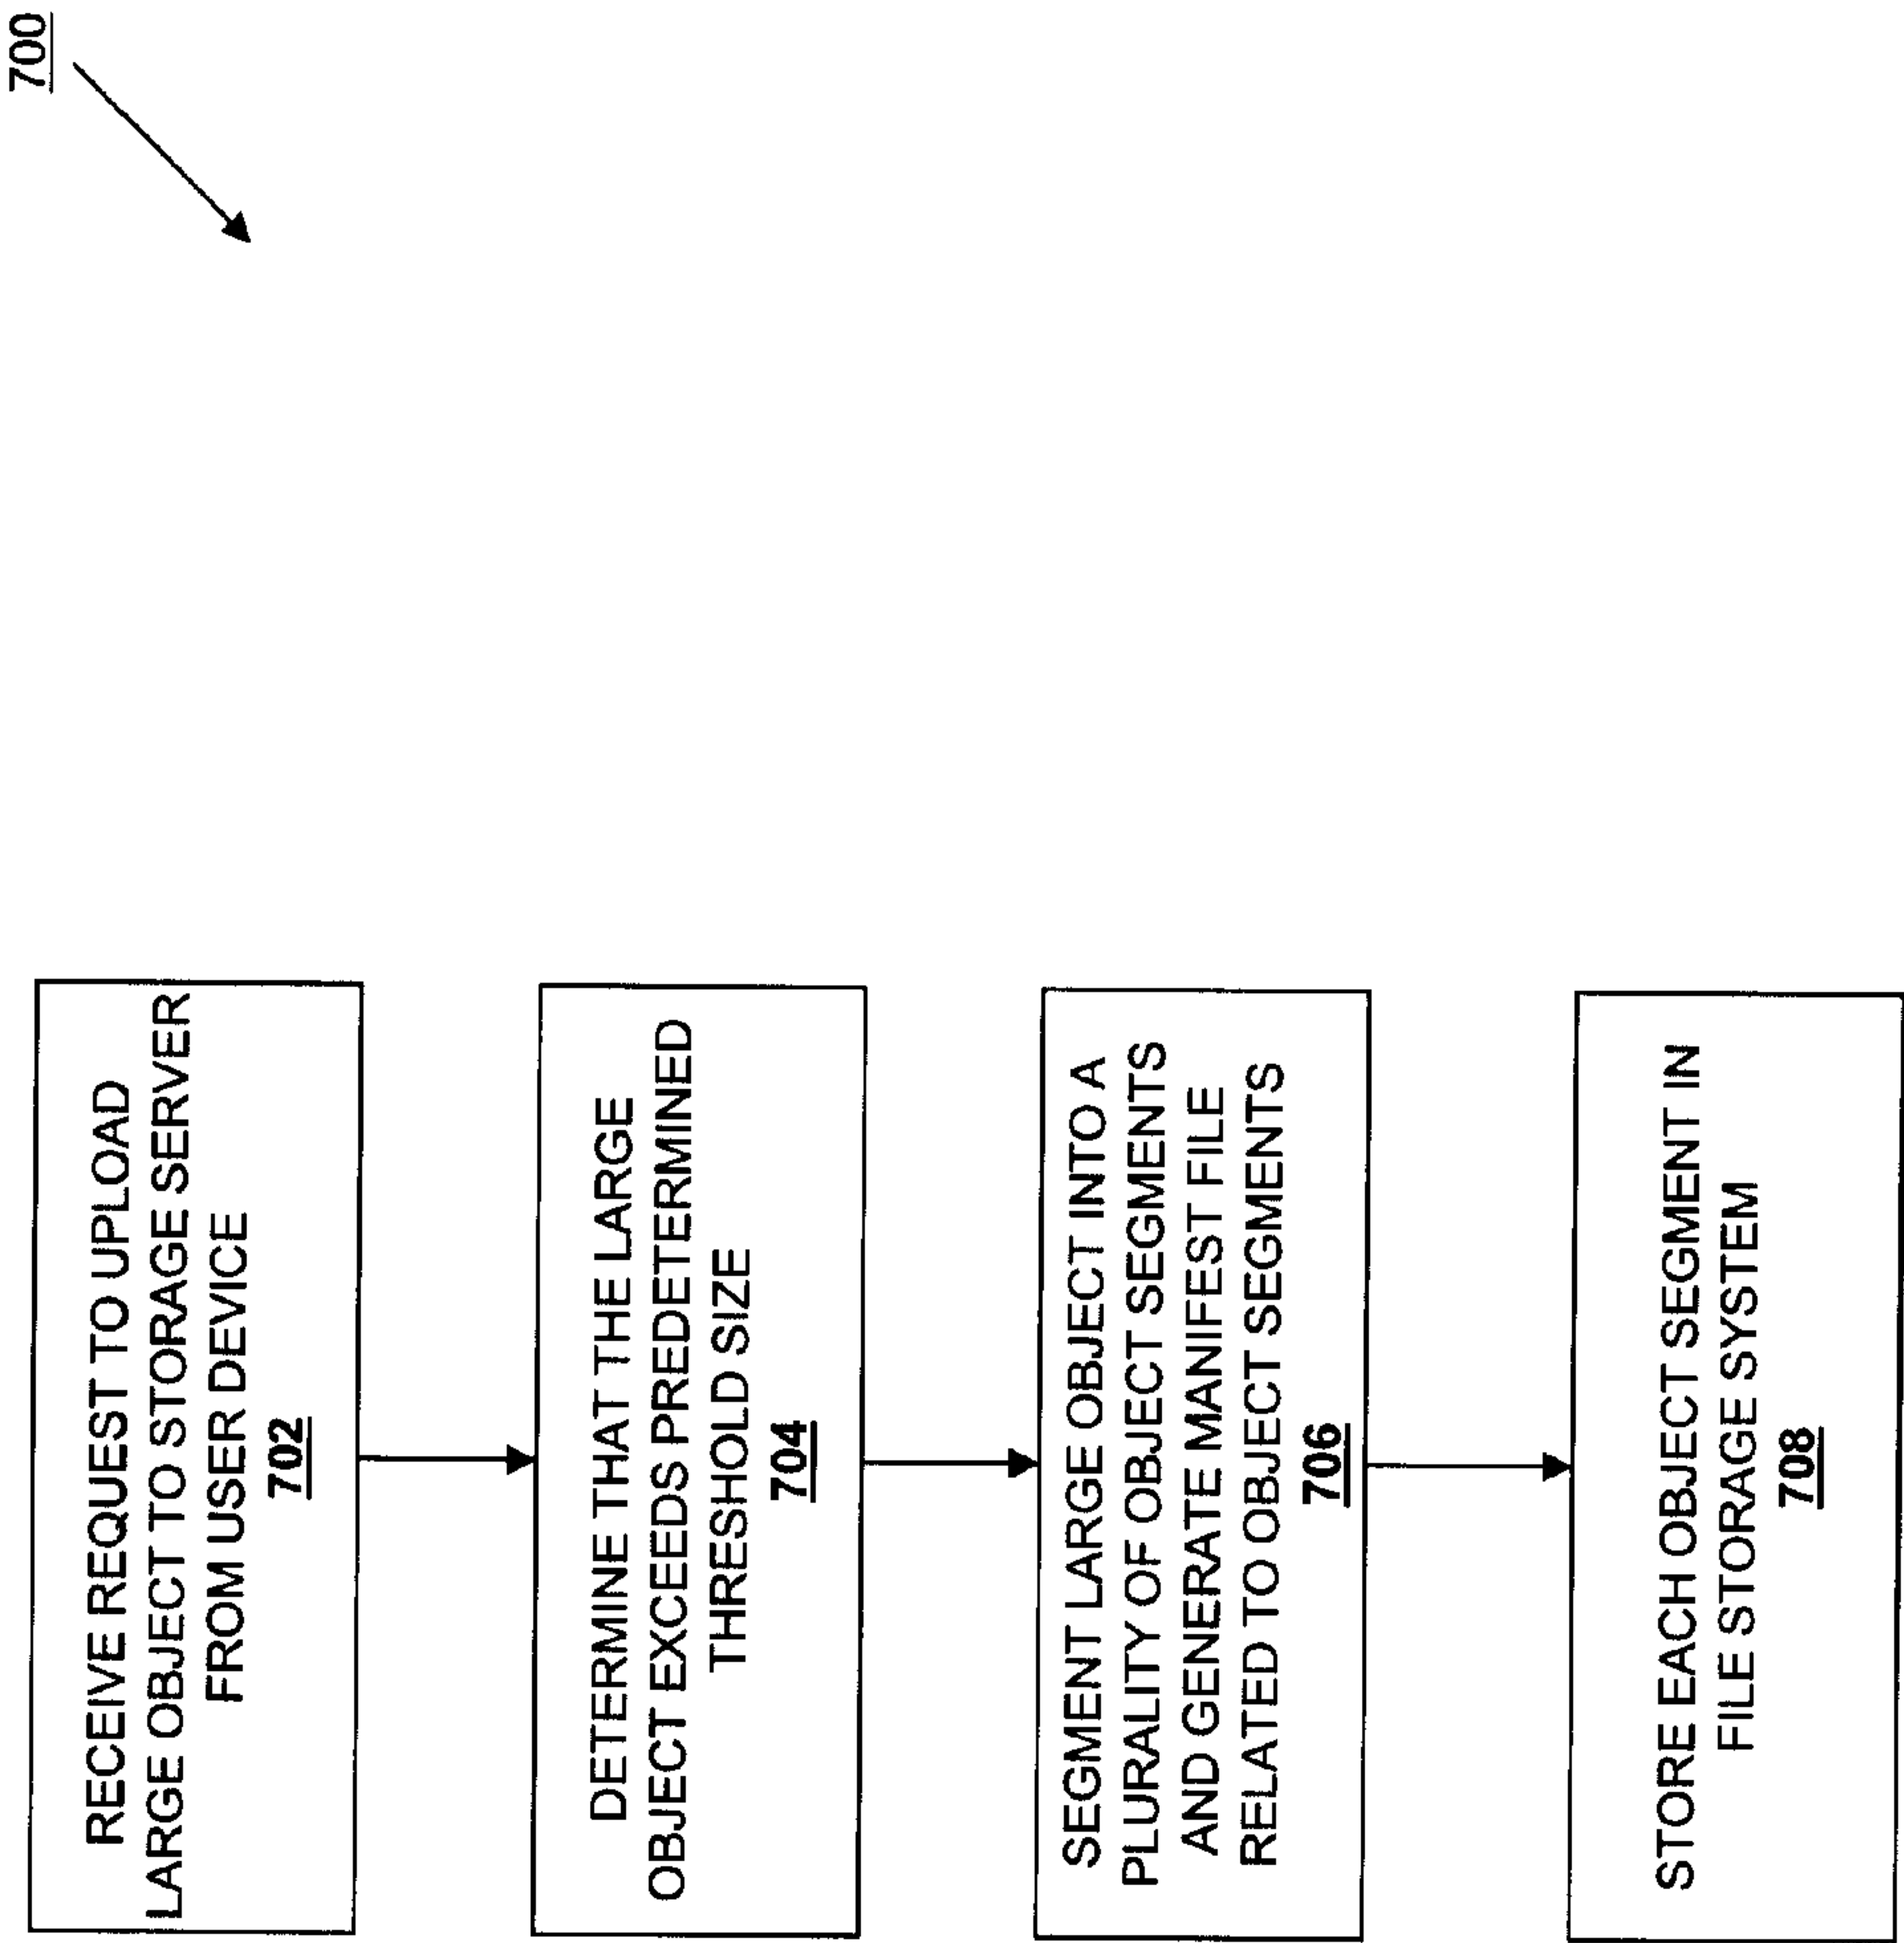 700
RECEIVE REQUEST TO UPLOAD
LARGE OBJECT TO STORAGE SERVER
FROM USER DEVICE
702
DETERMINE THAT THE LARGE
OBJECT EXCEEDS PREDETERMINED
THRESHOLD SIZE
704
SEGMENT LARGE OBJECT INTO A
PLURALITY OF OBJECT SEGMENTS
AND GENERATE MANIFEST FILE
RELATED TO OBJECT SEGMENTS
706
STORE EACH OBJECT SEGMENT IN
FILE STORAGE SYSTEM
708